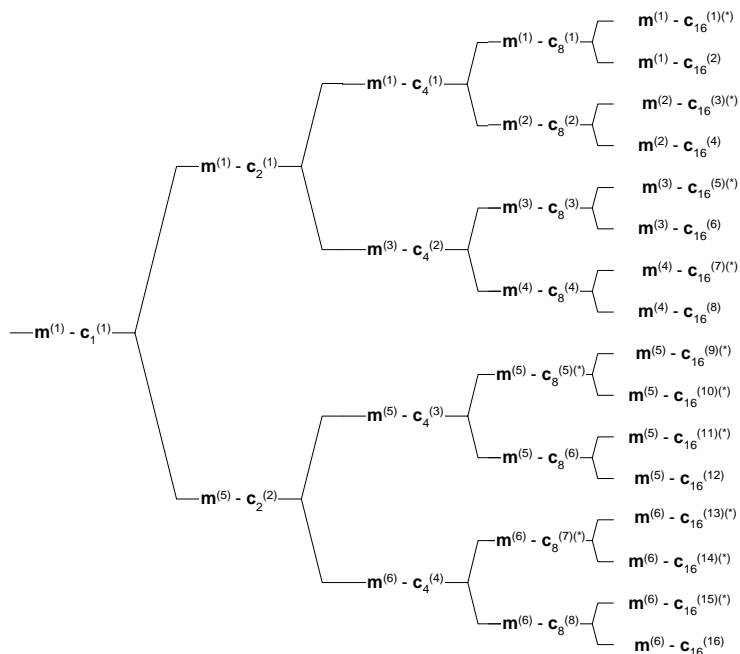 m(1) - c1(1)
m(1) - c2(1)
m(5) - c2(2)
m(1) - c4(1)
m(3) - c4(2)
m(5) - c4(3)
m(6) - c4(4)
m(1) - c8(1)
m(2) - c8(2)
m(3) - c8(3)
m(4) - c8(4)
m(5) - c8(5)(*)
m(5) - c8(6)
m(6) - c8(7)(*)
m(6) - c8(8)
m(1) - c16(1)(*)
m(1) - c16(2)
m(2) - c16(3)(*)
m(2) - c16(4)
m(3) - c16(5)(*)
m(3) - c16(6)
m(4) - c16(7)(*)
m(4) - c16(8)
m(5) - c16(9)(*)
m(5) - c16(10)(*)
m(5) - c16(11)(*)
m(5) - c16(12)
m(6) - c16(13)(*)
m(6) - c16(14)(*)
m(6) - c16(15)(*)
m(6) - c16(16)